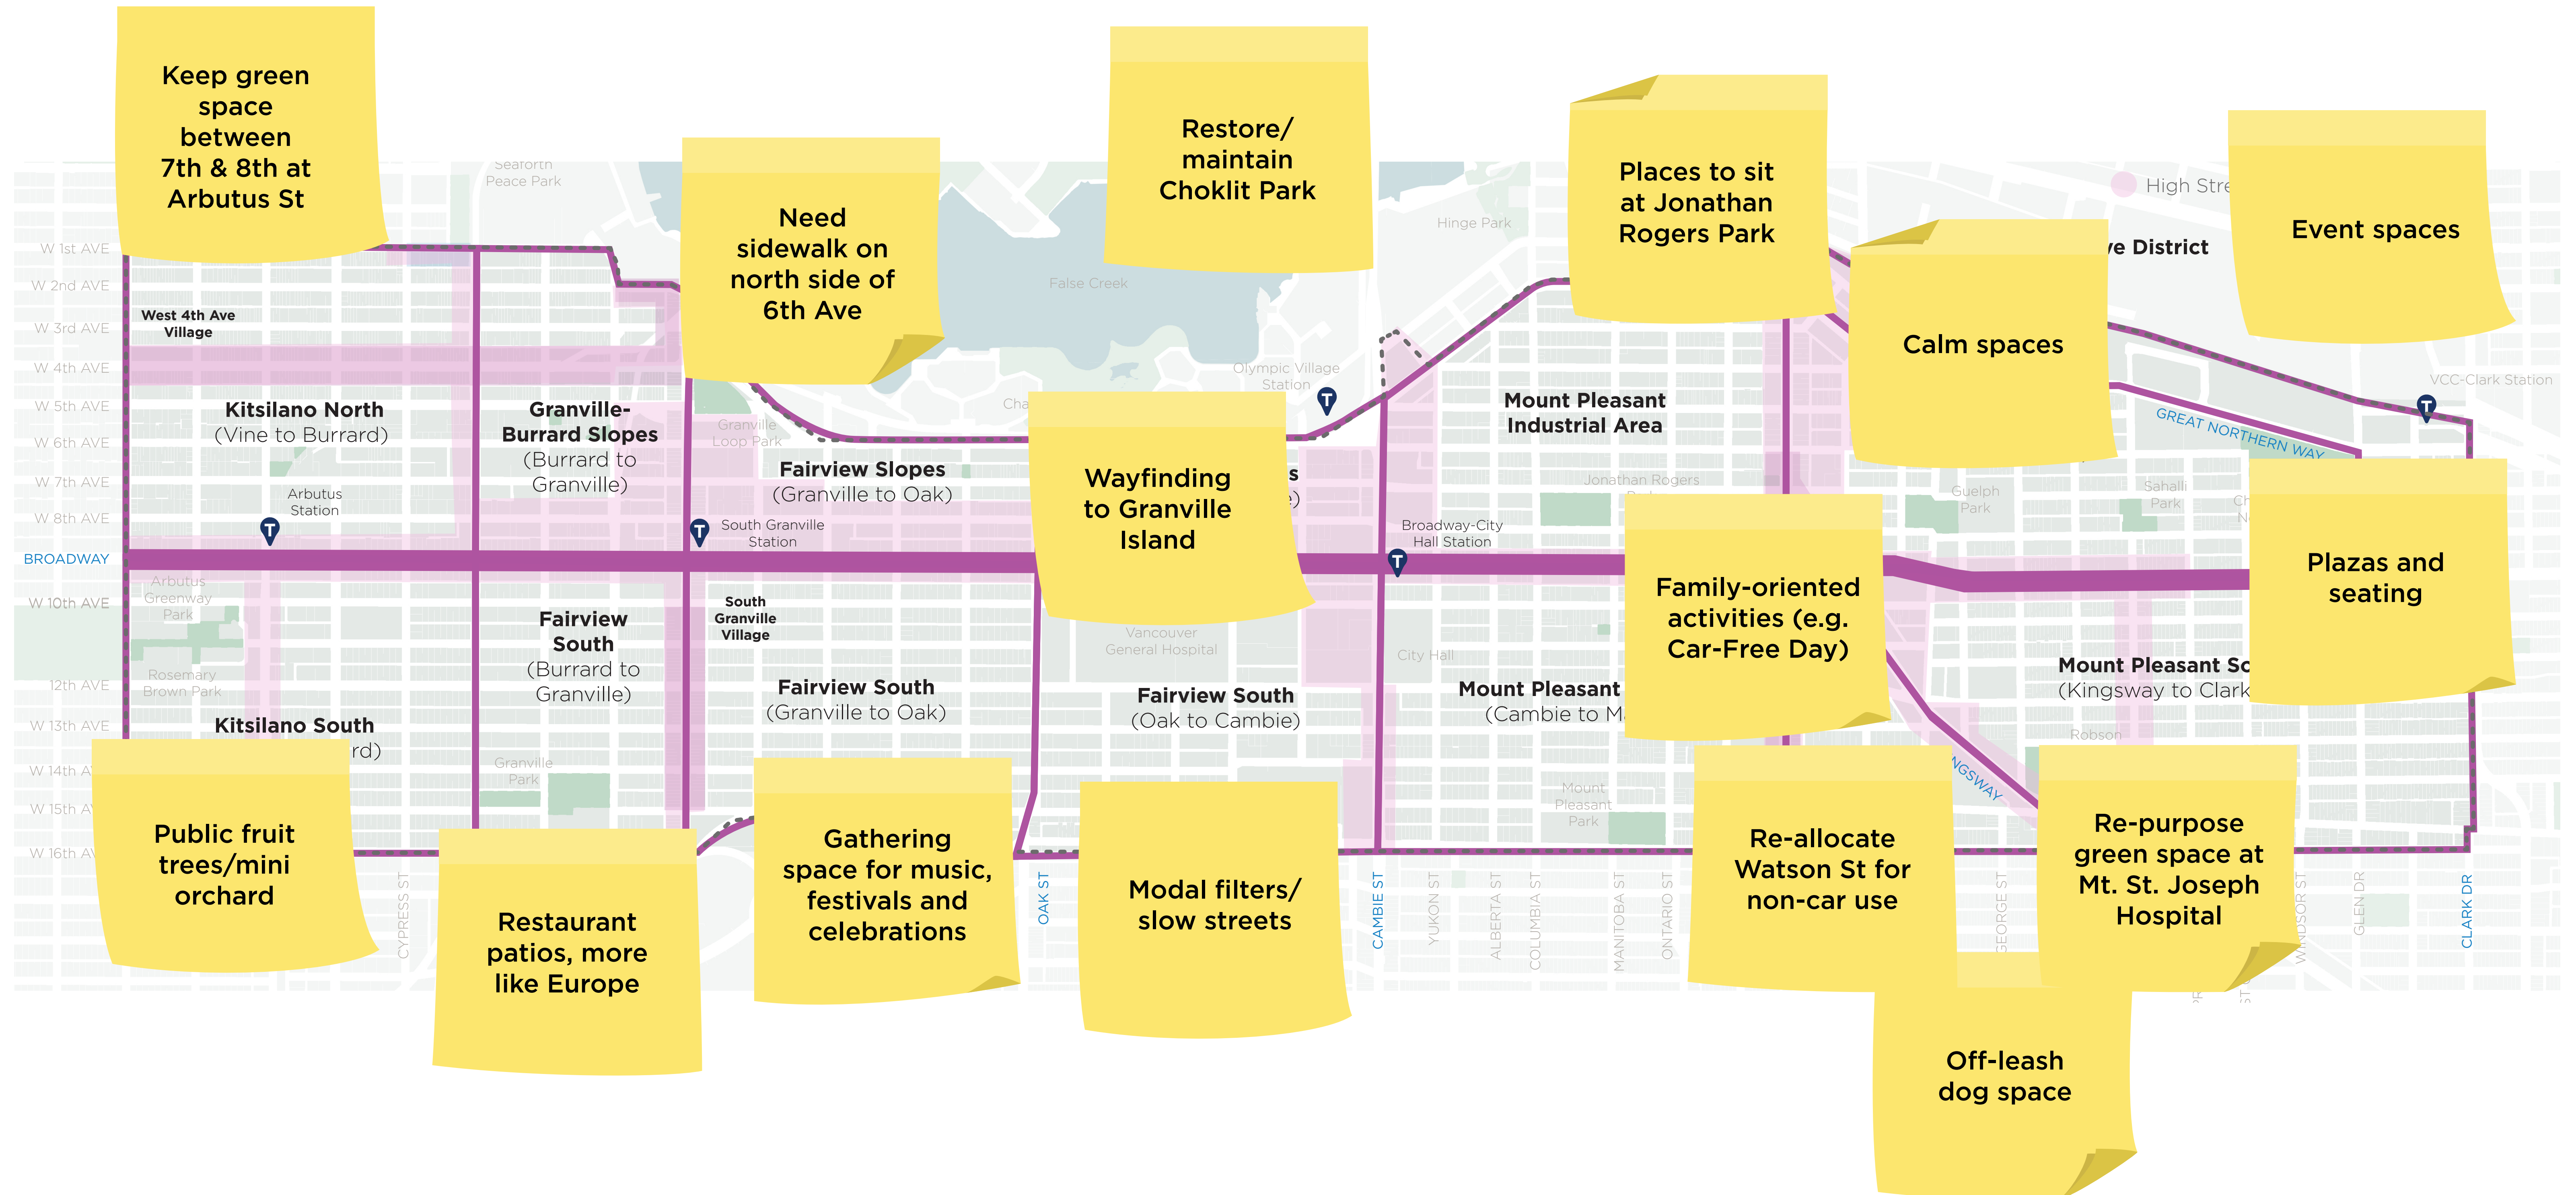 Keep green
space
between
7th & 8th at
Arbutus St
Need
sidewalk on
north side of
6th Ave
Restore/
maintain
Choklit Park
Places to sit
at Jonathan
Rogers Park
Calm spaces
Event spaces
Wayfinding
to Granville
Island
Family-oriented
activities (e.g.
Car-Free Day)
Plazas and
seating
Public fruit
trees/mini
orchard
Restaurant
patios, more
like Europe
Gathering
space for music,
festivals and
celebrations
Modal filters/
slow streets
Re-allocate
Watson St for
non-car use
Re-purpose
green space at
Mt. St. Joseph
Hospital
Off-leash
dog space
Seaforth
Peace Park
Hinge Park
High Stre
ve District
False Creek
W 1st AVE
W 2nd AVE
W 3rd AVE
W 4th AVE
W 5th AVE
W 6th AVE
W 7th AVE
W 8th AVE
BROADWAY
W 10th AVE
12th AVE
W 13th AVE
W 14th A
W 15th AV
W 16th AV
West 4th Ave
Village
Kitsilano North
(Vine to Burrard)
Granville-
Burrard Slopes
(Burrard to
Granville)
Granville
Loop Park
Fairview Slopes
(Granville to Oak)
Cha
Olympic Village
Station
s
e)
Mount Pleasant
Industrial Area
Jonathan Rogers
VCC-Clark Station
GREAT NORTHERN WAY
Guelph
Park
Sahalli
Park
Ch
N
Arbutus
Station
T
South Granville
Station
T
T
Broadway-City
Hall Station
T
T
Arbutus
Greenway
Park
Rosemary
Brown Park
Kitsilano South
rd)
Fairview
South
(Burrard to
Granville)
South
Granville
Village
Fairview South
(Granville to Oak)
Vancouver
General Hospital
Fairview South
(Oak to Cambie)
City Hall
Mount Pleasant
(Cambie to M
Mount Pleasant So
(Kingsway to Clark
Robson
Granville
Park
Mount
Pleasant
Park
NGSWAY
CYPRESS ST
OAK ST
CAMBIE ST
YUKON ST
ALBERTA ST
COLUMBIA ST
MANITOBA ST
ONTARIO ST
GEORGE ST
WINDSOR ST
GLEN DR
CLARK DR